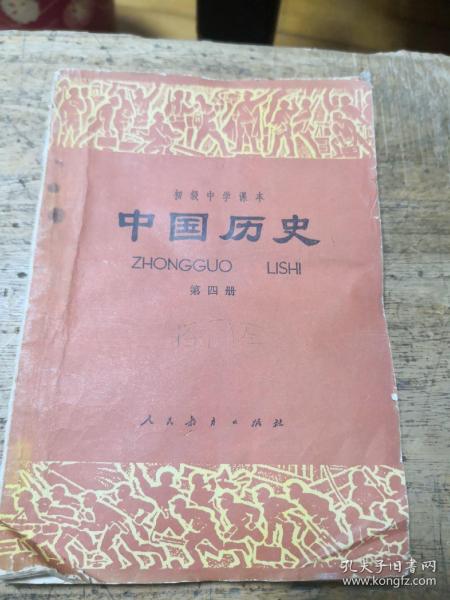 初级中学课本
中国历史
ZHONGGUO LISHI
第四册
人民教育出版社
孔夫子旧书网
www.kongfz.com